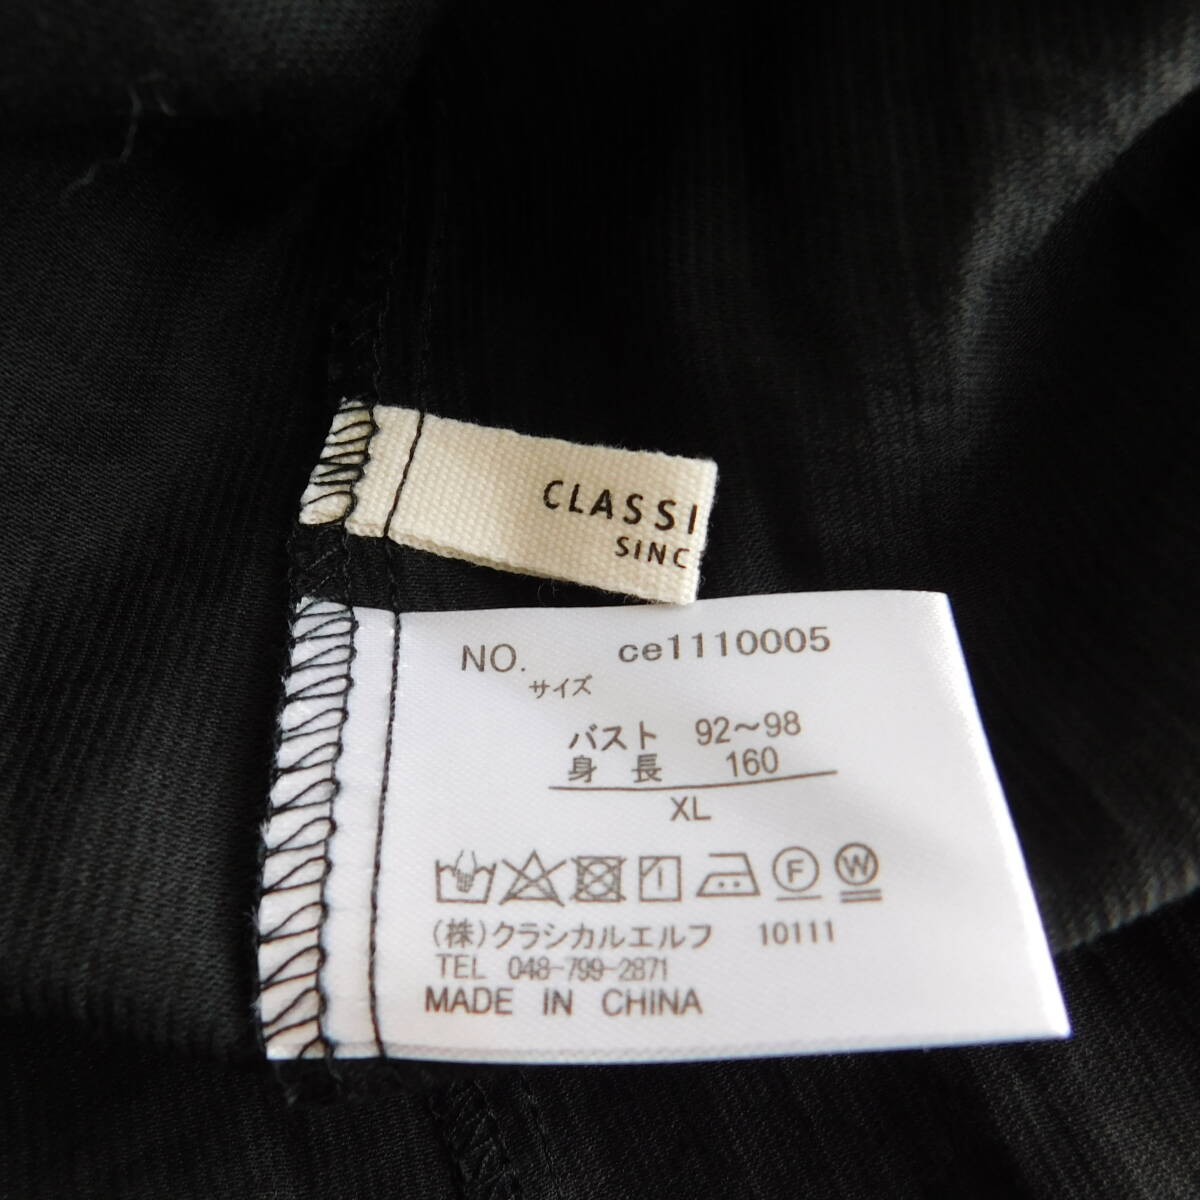 CLASSI
SINC
NO. ce1110005
サイズ
バスト 92～98
身 長 160
XL
F W
(株)クラシカルエルフ 10111
TEL 048-799-2871
MADE IN CHINA